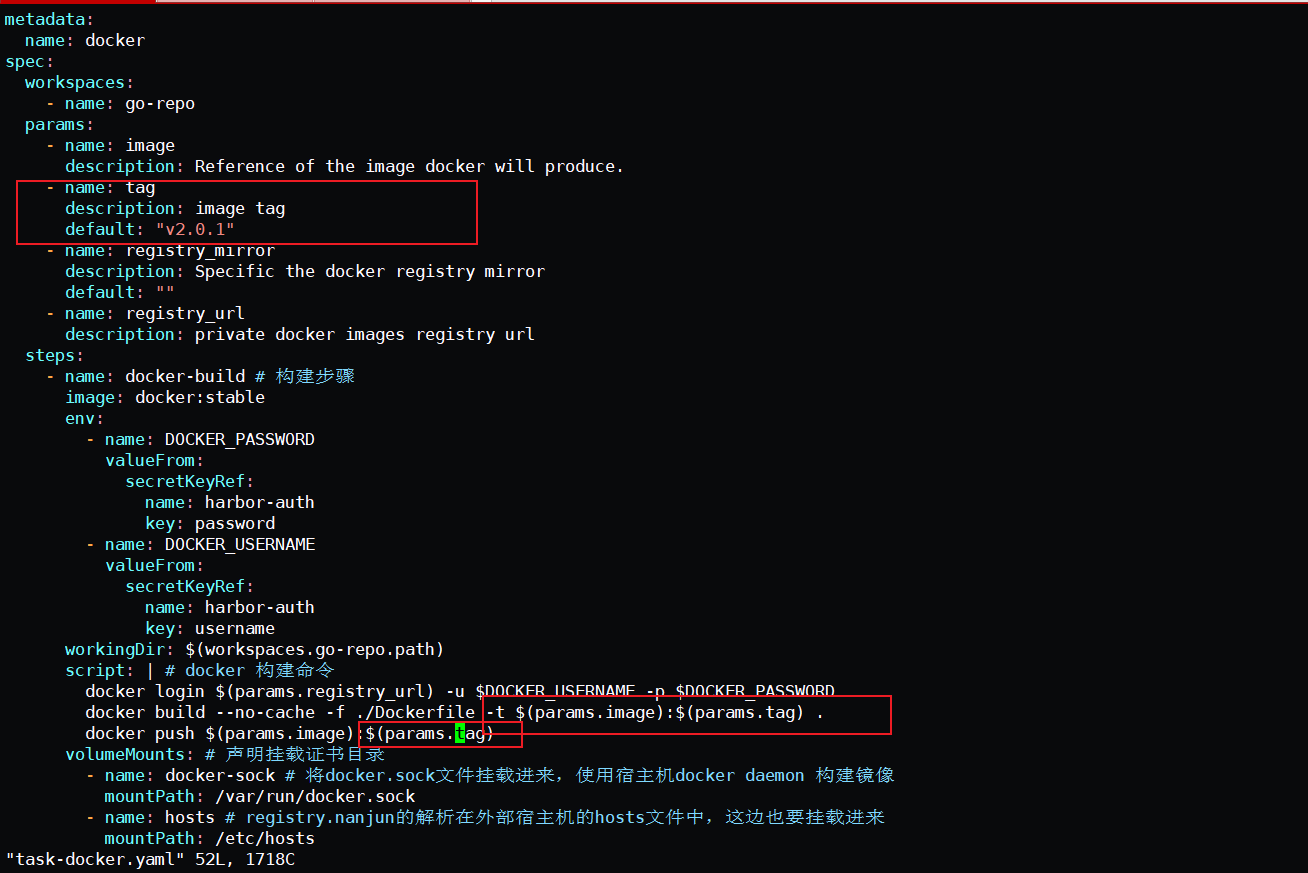 metadata:
  name: docker
spec:
  workspaces:
    - name: go-repo
  params:
    - name: image
      description: Reference of the image docker will produce.
    - name: tag
      description: image tag
      default: "v2.0.1"
    - name: registry_mirror
      description: Specific the docker registry mirror
      default: ""
    - name: registry_url
      description: private docker images registry url
  steps:
    - name: docker-build # 构建步骤
      image: docker:stable
      env:
        - name: DOCKER_PASSWORD
          valueFrom:
            secretKeyRef:
              name: harbor-auth
              key: password
        - name: DOCKER_USERNAME
          valueFrom:
            secretKeyRef:
              name: harbor-auth
              key: username
      workingDir: $(workspaces.go-repo.path)
      script: | # docker 构建命令
        docker login $(params.registry_url) -u $DOCKER_USERNAME -p $DOCKER_PASSWORD
        docker build --no-cache -f ./Dockerfile -t $(params.image):$(params.tag) .
        docker push $(params.image):$(params.tag)
      volumeMounts: # 声明挂载证书目录
        - name: docker-sock # 将docker.sock文件挂载进来，使用宿主机docker daemon 构建镜像
          mountPath: /var/run/docker.sock
        - name: hosts # registry.nanjun的解析在外部宿主机的hosts文件中，这边也要挂载进来
          mountPath: /etc/hosts
"task-docker.yaml" 52L, 1718C